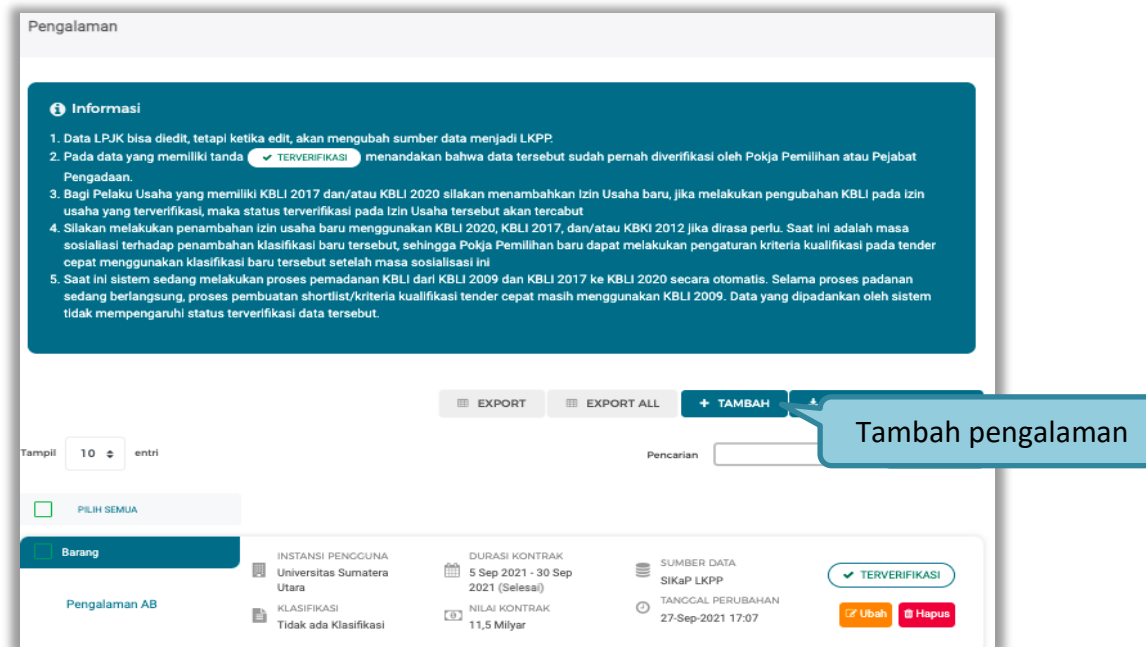 Pengalaman
Informasi
1. Data LPJK bisa diedit, tetapi ketika edit, akan mengubah sumber data menjadi LKPP.
2. Pada data yang memiliki tanda TERVERIFIKASI menandakan bahwa data tersebut sudah pernah diverifikasi oleh Pokja Pemilihan atau Pejabat
Pengadaan.
3. Bagi Pelaku Usaha yang memiliki KBLI 2017 dan/atau KBLI 2020 silakan menambahkan Izin Usaha baru, jika melakukan pengubahan KBLI pada izin
usaha yang terverifikasi, maka status terverifikasi pada Izin Usaha tersebut akan tercabut
4. Silakan melakukan penambahan izin usaha baru menggunakan KBLI 2020, KBLI 2017, dan/atau KBKI 2012 jika dirasa perlu. Saat ini adalah masa
sosialiasi terhadap penambahan klasifikasi baru tersebut, sehingga Pokja Pemilihan baru dapat melakukan pengaturan kriteria kualifikasi pada tender
cepat menggunakan klasifikasi baru tersebut setelah masa sosialisasi ini
5. Saat ini sistem sedang melakukan proses pemadanan KBLI dari KBLI 2009 dan KBLI 2017 ke KBLI 2020 secara otomatis. Selama proses padanan
sedang berlangsung, proses pembuatan shortlist/kriteria kualifikasi tender cepat masih menggunakan KBLI 2009. Data yang dipadankan oleh sistem
tidak mempengaruhi status terverifikasi data tersebut.
EXPORT EXPORT ALL + TAMBAH
Tambah pengalaman
Tampil 10 entri Pencarian
PILIH SEMUA
Barang
Pengalaman AB
INSTANSI PENGGUNA
Universitas Sumatera
Utara
KLASIFIKASI
Tidak ada Klasifikasi
DURASI KONTRAK
5 Sep 2021 - 30 Sep
2021 (Selesai)
NILAI KONTRAK
11,5 Milyar
SUMBER DATA
SIKaP LKPP
TANGGAL PERUBAHAN
27-Sep-2021 17:07
TERVERIFIKASI
Ubah Hapus